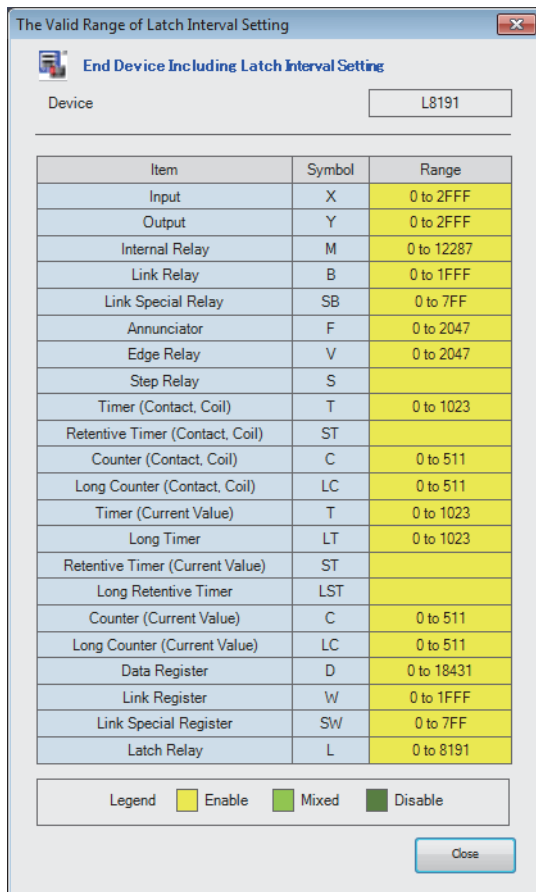 The Valid Range of Latch Interval Setting
End Device Including Latch Interval Setting
Device L8191
Item Symbol Range
Input X 0 to 2FFF
Output Y 0 to 2FFF
Internal Relay M 0 to 12287
Link Relay B 0 to 1FFF
Link Special Relay SB 0 to 7FF
Annunciator F 0 to 2047
Edge Relay V 0 to 2047
Step Relay S
Timer (Contact, Coil) T 0 to 1023
Retentive Timer (Contact, Coil) ST
Counter (Contact, Coil) C 0 to 511
Long Counter (Contact, Coil) LC 0 to 511
Timer (Current Value) T 0 to 1023
Long Timer LT 0 to 1023
Retentive Timer (Current Value) ST
Long Retentive Timer LST
Counter (Current Value) C 0 to 511
Long Counter (Current Value) LC 0 to 511
Data Register D 0 to 18431
Link Register W 0 to 1FFF
Link Special Register SW 0 to 7FF
Latch Relay L 0 to 8191
Legend Enable Mixed Disable
Close